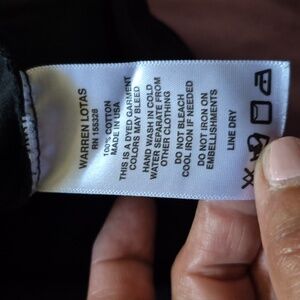 WARREN LOTAS
RN 155328
100% COTTON
MADE IN USA
THIS IS A DYED GARMENT
COLORS MAY BLEED
HAND WASH IN COLD
WATER SEPARATE FROM
OTHER CLOTHING
DO NOT BLEACH
COOL IRON IF NEEDED
DO NOT IRON ON
EMBELLISHMENTS
LINE DRY